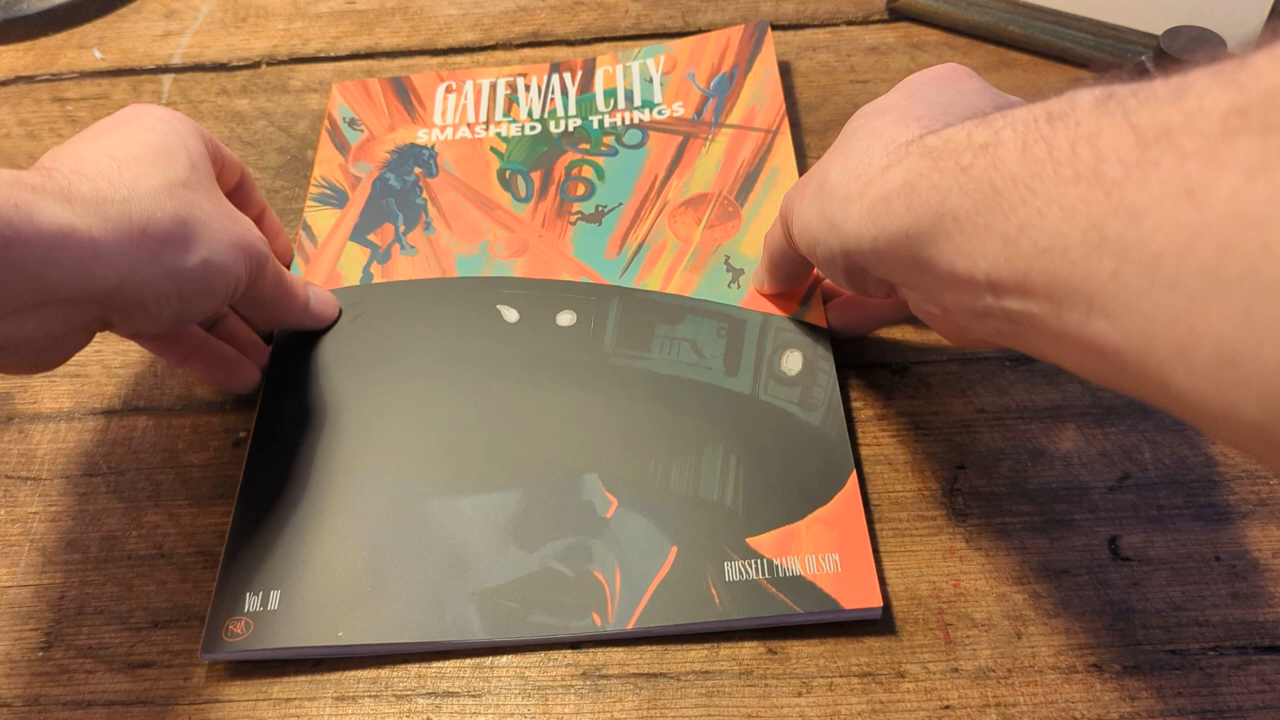 GATEWAY CITY
SMASHED UP THINGS
RUSSELL MARK OLSON
Vol. III